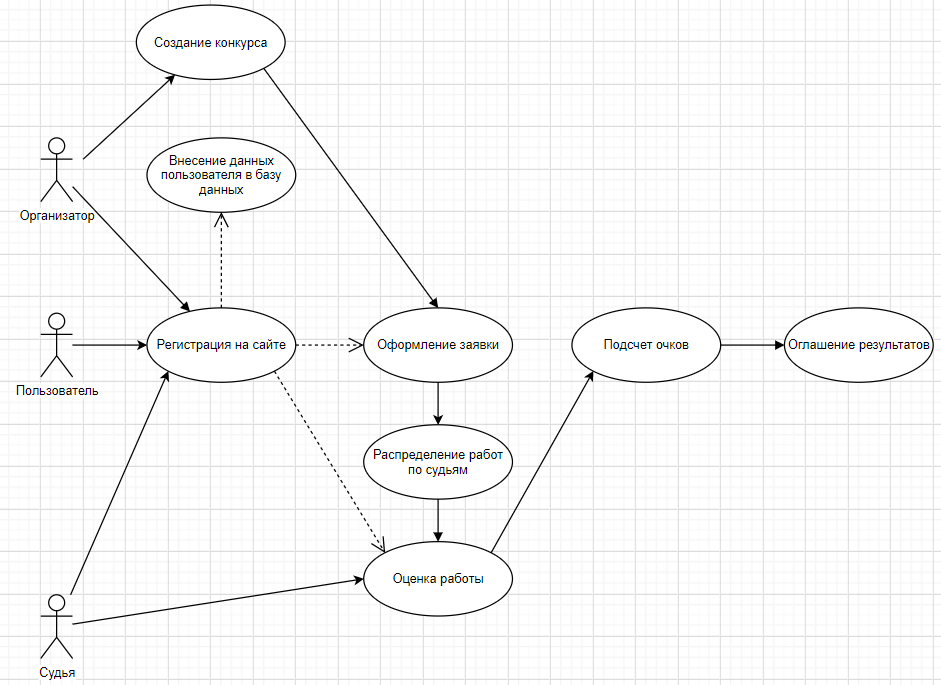 Создание конкурса
Внесение данных
пользователя в базу
данных
Организатор
Регистрация на сайте
Оформление заявки
Подсчет очков
Оглашение результатов
Пользователь
Распределение работ
по судьям
Оценка работы
Судья